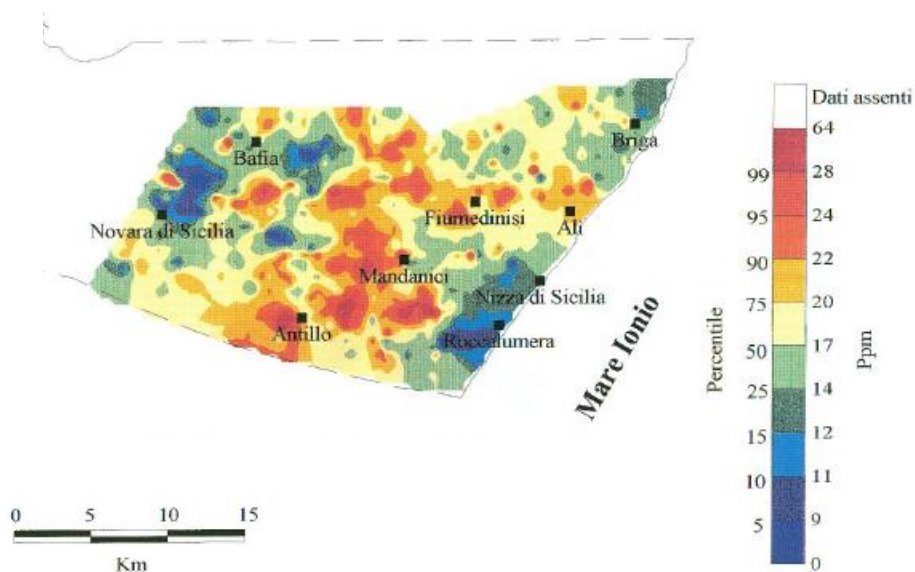 Dati assenti
64
Briga
Bafia
99
28
95
24
Fiumedinisi
Alì
Novara di Sicilia
90
22
Mandanici
75
20
Nizza di Sicilia
Antillo
Roccalumera
50
17
Mare Ionio
Percentile
Ppm
25
14
15
12
10
11
5
9
0
0 5 10 15
Km